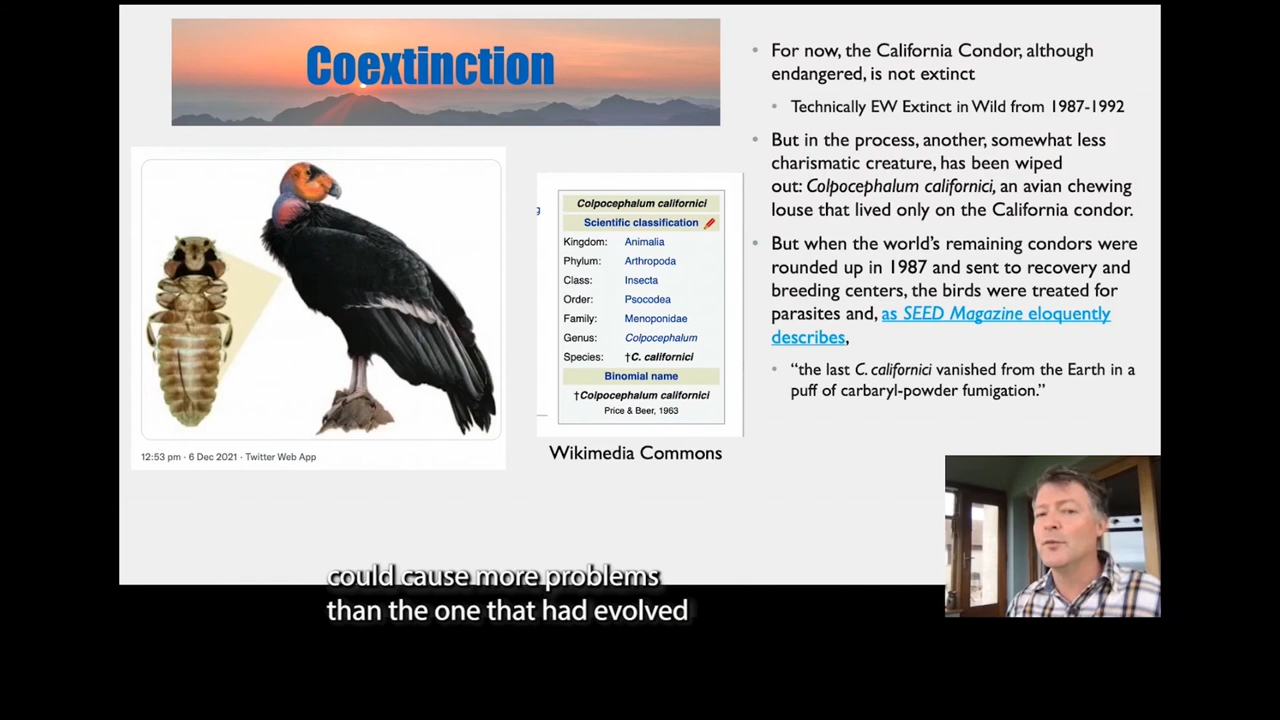 Coextinction
12:53 pm · 6 Dec 2021 · Twitter Web App
g
Colpocephalum californici
Scientific classification
Kingdom: Animalia
Phylum: Arthropoda
Class: Insecta
Order: Psocodea
Family: Menoponidae
Genus: Colpocephalum
Species: †C. californici
Binomial name
†Colpocephalum californici
Price & Beer, 1963
Wikimedia Commons
• For now, the California Condor, although
endangered, is not extinct
• Technically EW Extinct in Wild from 1987-1992
• But in the process, another, somewhat less
charismatic creature, has been wiped
out: Colpocephalum californici, an avian chewing
louse that lived only on the California condor.
• But when the world’s remaining condors were
rounded up in 1987 and sent to recovery and
breeding centers, the birds were treated for
parasites and, as SEED Magazine eloquently
describes,
• “the last C. californici vanished from the Earth in a
puff of carbaryl-powder fumigation.”
could cause more problems
than the one that had evolved